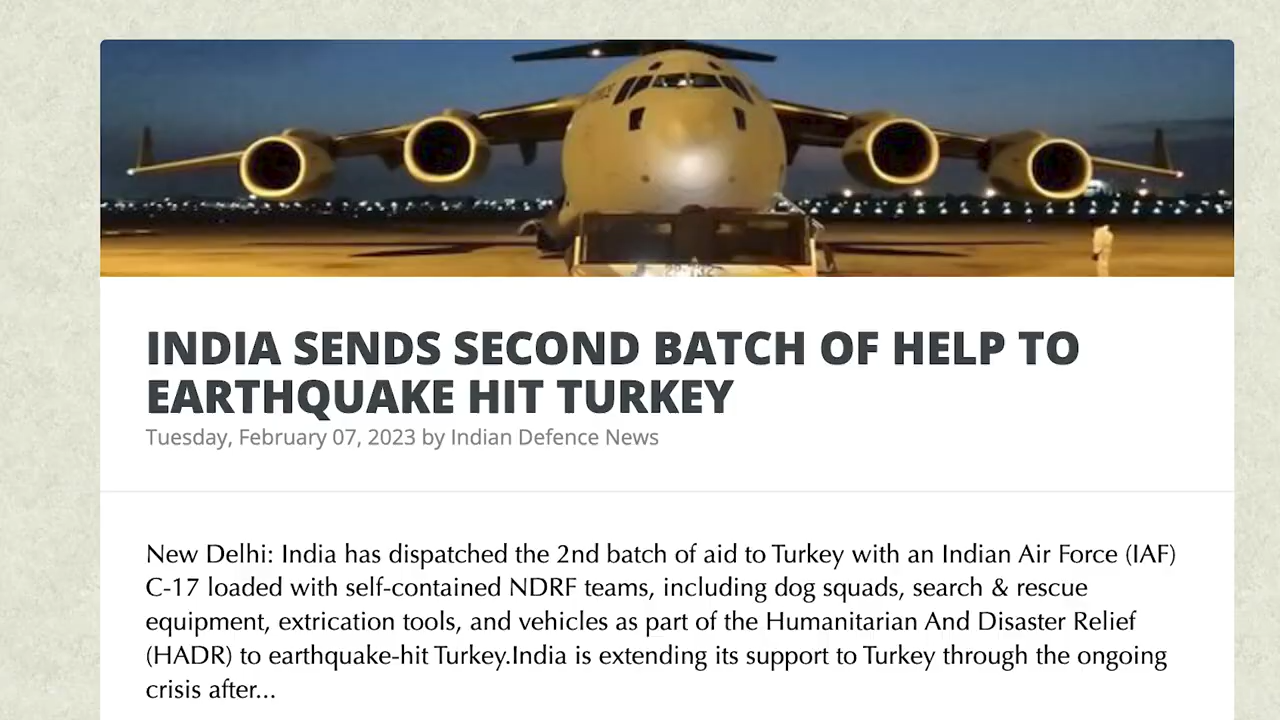 INDIA SENDS SECOND BATCH OF HELP TO
EARTHQUAKE HIT TURKEY
Tuesday, February 07, 2023 by Indian Defence News
New Delhi: India has dispatched the 2nd batch of aid to Turkey with an Indian Air Force (IAF)
C-17 loaded with self-contained NDRF teams, including dog squads, search & rescue
equipment, extrication tools, and vehicles as part of the Humanitarian And Disaster Relief
(HADR) to earthquake-hit Turkey.India is extending its support to Turkey through the ongoing
crisis after...